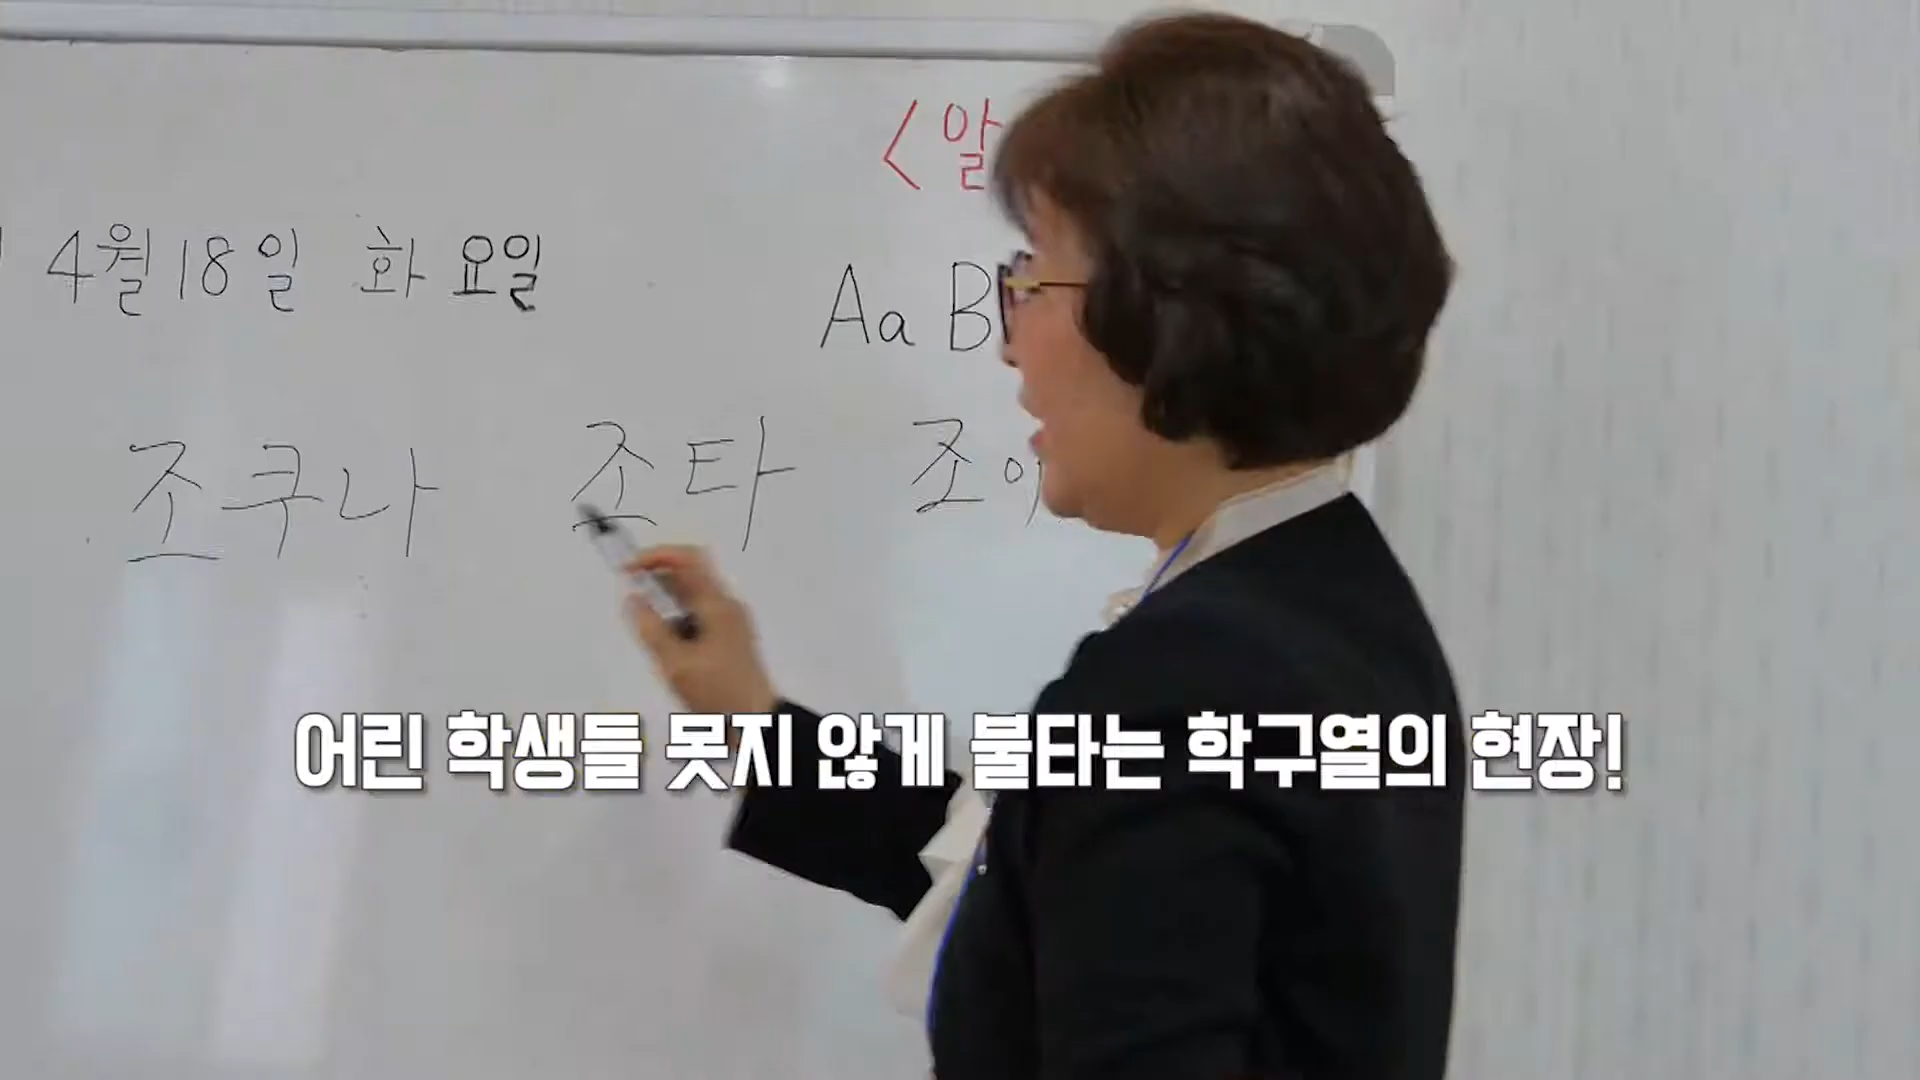 <알
4월 18일 화요일
Aa B
조쿠나 조타 조아
어린 학생들 못지 않게 불타는 학구열의 현장!